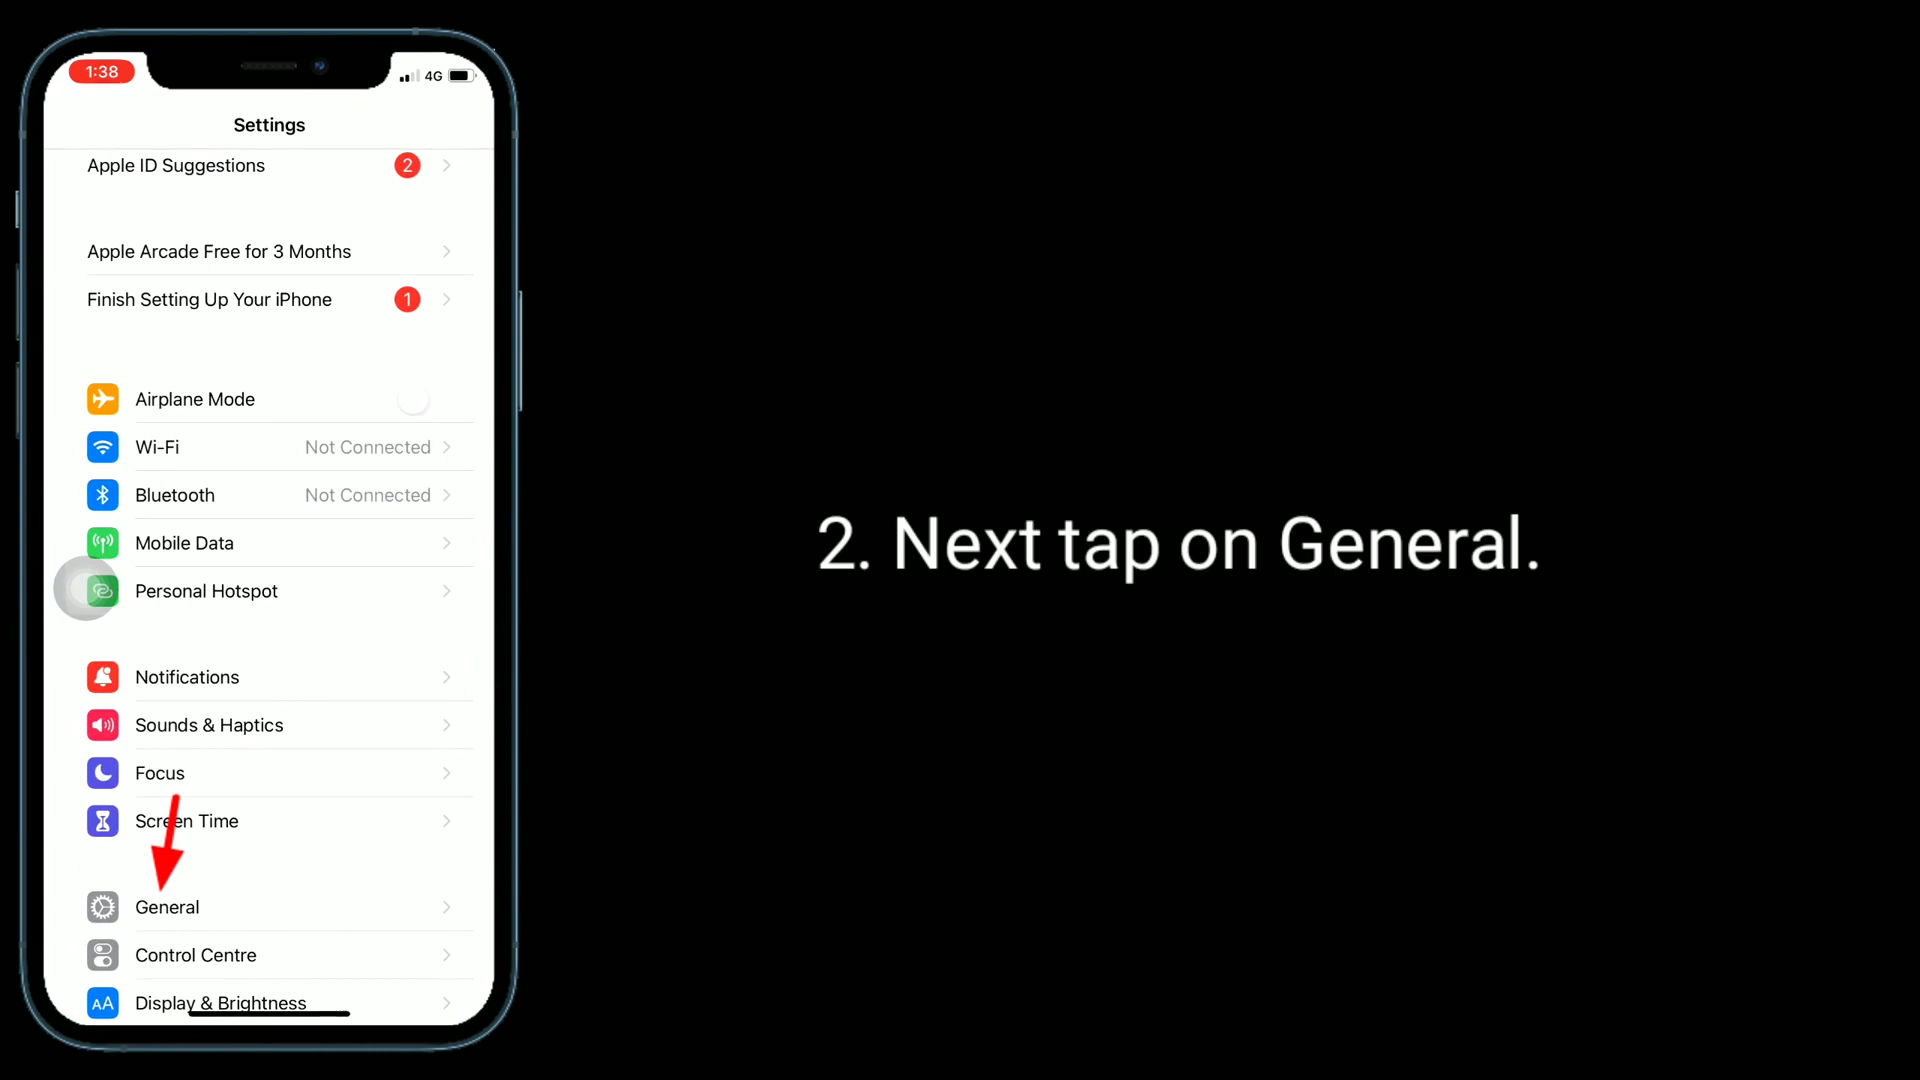 1:38
4G
Settings
Apple ID Suggestions 2
Apple Arcade Free for 3 Months
Finish Setting Up Your iPhone 1
Airplane Mode
Wi-Fi Not Connected
Bluetooth Not Connected
Mobile Data
Personal Hotspot
Notifications
Sounds & Haptics
Focus
Screen Time
General
Control Centre
AA Display & Brightness
2. Next tap on General.